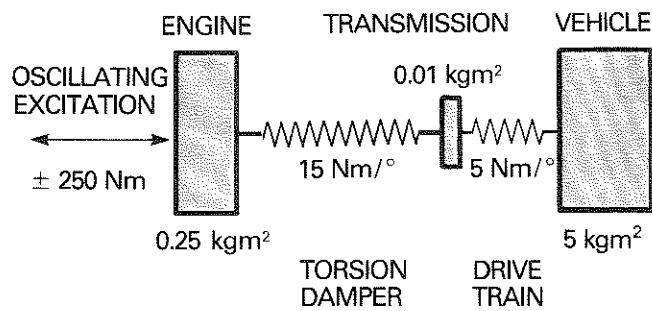 ENGINE TRANSMISSION VEHICLE
OSCILLATING
EXCITATION
± 250 Nm
0.01 kgm²
15 Nm/° 5 Nm/°
0.25 kgm² 5 kgm²
TORSION
DAMPER
DRIVE
TRAIN